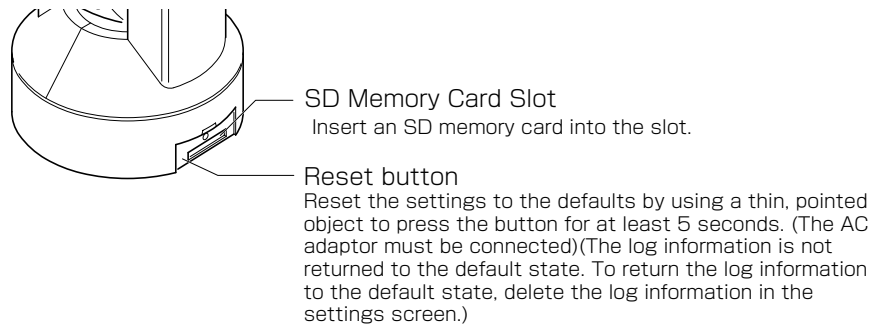 SD Memory Card Slot
Insert an SD memory card into the slot.
Reset button
Reset the settings to the defaults by using a thin, pointed
object to press the button for at least 5 seconds. (The AC
adaptor must be connected)(The log information is not
returned to the default state. To return the log information
to the default state, delete the log information in the
settings screen.)